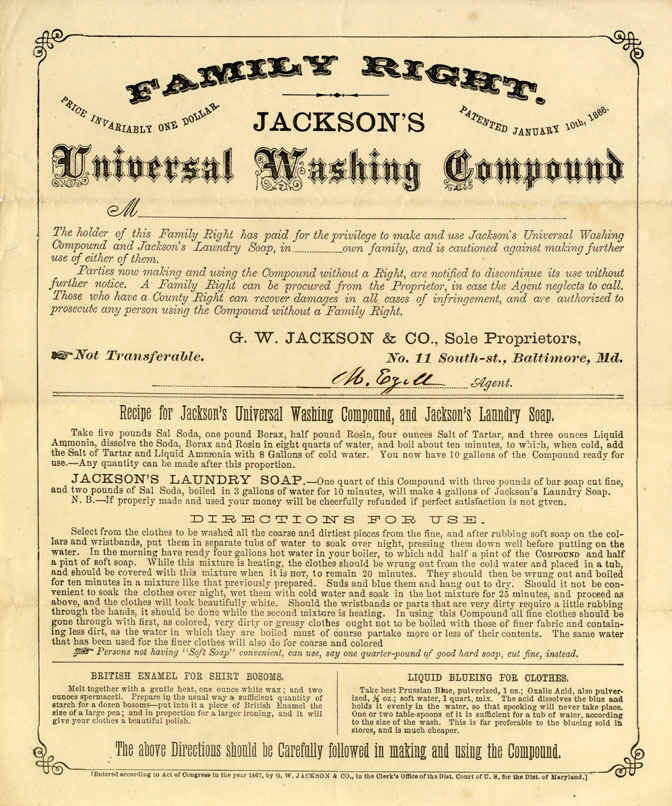 FAMILY RIGHT.
PRICE INVARIABLY ONE DOLLAR.
PATENTED JANUARY 10th, 1866.
JACKSON'S
Universal Washing Compound
M
The holder of this Family Right has paid for the privilege to make and use Jackson's Universal Washing
Compound and Jackson's Laundry Soap, in own family, and is cautioned against making further
use of either of them.
Parties now making and using the Compound without a Right, are notified to discontinue its use without
further notice. A Family Right can be procured from the Proprietor, in case the Agent neglects to call.
Those who have a County Right can recover damages in all cases of infringement, and are authorized to
prosecute any person using the Compound without a Family Right.
G. W. JACKSON & CO., Sole Proprietors,
Not Transferable. No. 11 South-st., Baltimore, Md.
M. Ezell Agent.
Recipe for Jackson's Universal Washing Compound, and Jackson's Laundry Soap.
Take five pounds Sal Soda, one pound Borax, half pound Rosin, four ounces Salt of Tartar, and three ounces Liquid
Ammonia, dissolve the Soda, Borax and Rosin in eight quarts of water, and boil about ten minutes, to which, when cold, add
the Salt of Tartar and Liquid Ammonia with 8 Gallons of cold water. You now have 10 gallons of the Compound ready for
use.—Any quantity can be made after this proportion.
JACKSON'S LAUNDRY SOAP.—One quart of this Compound with three pounds of bar soap cut fine,
and two pounds of Sal Soda, boiled in 3 gallons of water for 10 minutes, will make 4 gallons of Jackson's Laundry Soap.
N. B.—If properly made and used your money will be cheerfully refunded if perfect satisfaction is not given.
DIRECTIONS FOR USE.
Select from the clothes to be washed all the coarse and dirtiest pieces from the fine, and after rubbing soft soap on the col-
lars and wristbands, put them in separate tubs of water to soak over night, pressing them down well before putting on the
water. In the morning have ready four gallons hot water in your boiler, to which add half a pint of the COMPOUND and half
a pint of soft soap. While this mixture is heating, the clothes should be wrung out from the cold water and placed in a tub,
and should be covered with this mixture when it is HOT, to remain 20 minutes. They should then be wrung out and boiled
for ten minutes in a mixture like that previously prepared. Suds and blue them and hang out to dry. Should it not be con-
venient to soak the clothes over night, wet them with cold water and soak in the hot mixture for 25 minutes, and proceed as
above, and the clothes will look beautifully white. Should the wristbands or parts that are very dirty require a little rubbing
through the hands, it should be done while the second mixture is heating. In using this Compound all fine clothes should be
gone through with first, as colored, very dirty or greasy clothes ought not to be boiled with those of finer fabric and contain-
ing less dirt, as the water in which they are boiled must of course partake more or less of their contents. The same water
that has been used for the finer clothes will also do for coarse and colored
Persons not having "Soft Soap" convenient, can use, say one quarter-pound of good hard soap, cut fine, instead.
BRITISH ENAMEL FOR SHIRT BOSOMS.
Melt together with a gentle heat, one ounce white wax; and two
ounces spermaceti. Prepare in the usual way a sufficient quantity of
starch for a dozen bosoms—put into it a piece of British Enamel the
size of a large pea; and in proportion for a larger ironing, and it will
give your clothes a beautiful polish.
LIQUID BLUEING FOR CLOTHES.
Take best Prussian Blue, pulverized, 1 oz.; Oxalic Acid, also pulver-
ized, ½ oz.; soft water, 1 quart, mix. The acid dissolves the blue and
holds it evenly in the water, so that specking will never take place.
One or two table-spoons of it is sufficient for a tub of water, according
to the size of the wash. This is far preferable to the blueing sold in
stores, and is much cheaper.
The above Directions should be Carefully followed in making and using the Compound.
[Entered according to Act of Congress in the year 1867, by G. W. JACKSON & CO., in the Clerk's Office of the Dist. Court of U. S. for the Dist. of Maryland.]